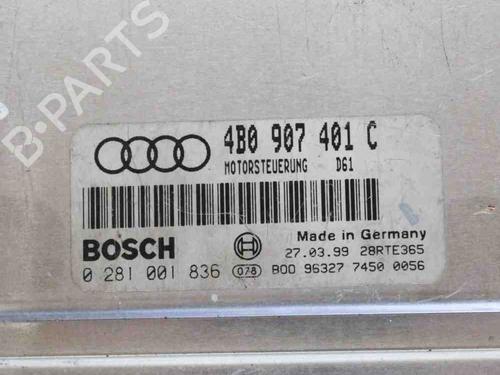 B-PARTS
4B0 907 401 C
MOTORSTEUERUNG D61
BOSCH
Made in Germany
27.03.99 28RTE365
0 281 001 836 078 B00 96327 7450 0056